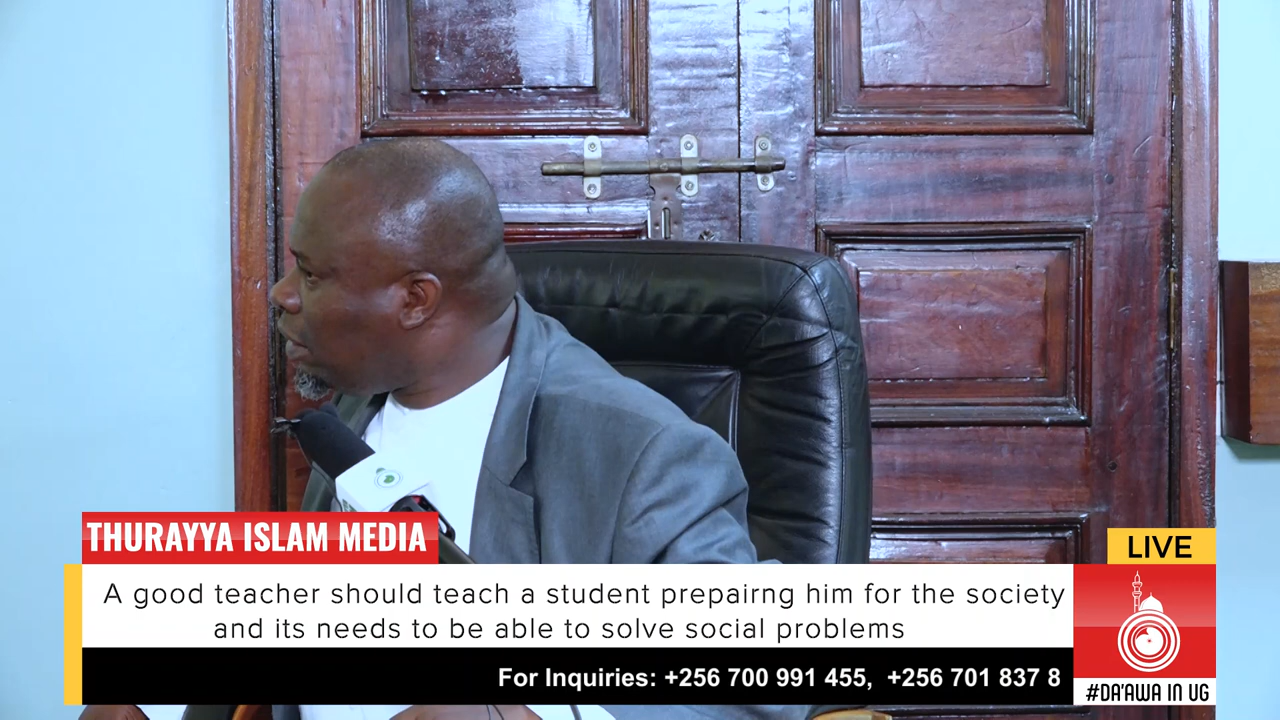 THURAYYA ISLAM MEDIA
LIVE
A good teacher should teach a student prepairng him for the society
and its needs to be able to solve social problems
For Inquiries: +256 700 991 455, +256 701 837 8
#DA'AWA IN UG